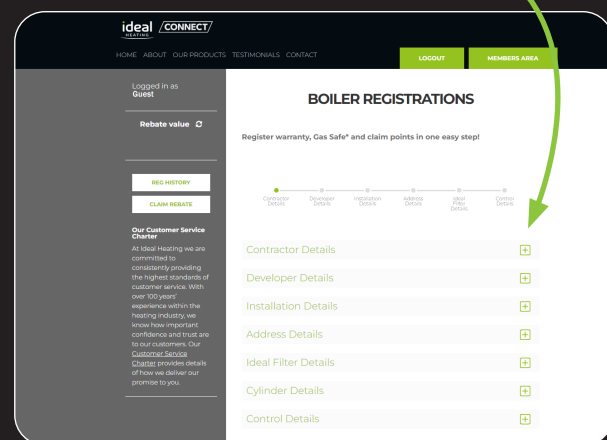 ideal /CONNECT/
HEATING
HOME ABOUT OUR PRODUCTS TESTIMONIALS CONTACT
LOGOUT
MEMBERS AREA
Logged in as
Guest
Rebate value
REG HISTORY
CLAIM REBATE
Our Customer Service
Charter
At Ideal Heating we are
committed to
consistently providing
the highest standards of
customer service. With
over 100 years'
experience within the
heating industry, we
know how important
confidence and trust are
to our customers. Our
Customer Service
Charter provides details
of how we deliver our
promise to you.
BOILER REGISTRATIONS
Register warranty, Gas Safe* and claim points in one easy step!
Contractor
Details
Developer
Details
Installation
Details
Address
Details
Ideal
Filter
Details
Control
Details
Contractor Details
Developer Details
Installation Details
Address Details
Ideal Filter Details
Cylinder Details
Control Details